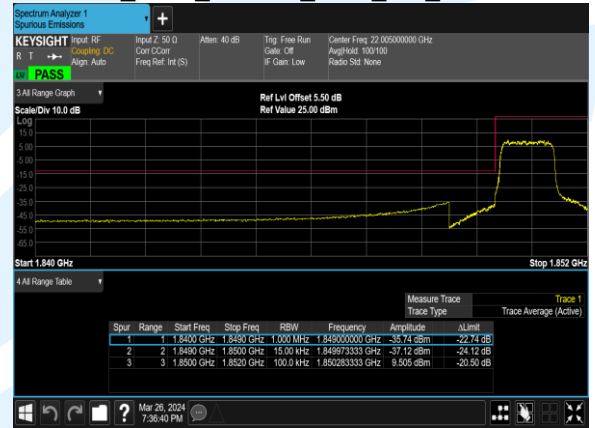 Spectrum Analyzer 1
Spurious Emissions
+
KEYSIGHT Input: RF Input Z: 50 Ω Atten: 40 dB Trig: Free Run Center Freq: 22.005000000 GHz
R T Coupling: DC Corr CCorr Gate: Off Avg|Hold: 100/100
Align: Auto Freq Ref: Int (S) IF Gain: Low Radio Std: None
LV PASS
3 All Range Graph
Ref Lvl Offset 5.50 dB
Scale/Div 10.0 dB Ref Value 25.00 dBm
Log
15.0
5.00
-5.00
-15.0
-25.0
-35.0
-45.0
-55.0
-65.0
Start 1.840 GHz Stop 1.852 GHz
4 All Range Table
Measure Trace Trace 1
Trace Type Trace Average (Active)
Spur Range Start Freq Stop Freq RBW Frequency Amplitude ΔLimit
1 1 1.8400 GHz 1.8490 GHz 1.000 MHz 1.849000000 GHz -35.74 dBm -22.74 dB
2 2 1.8490 GHz 1.8500 GHz 15.00 kHz 1.849973333 GHz -37.12 dBm -24.12 dB
3 3 1.8500 GHz 1.8520 GHz 100.0 kHz 1.850283333 GHz 9.505 dBm -20.50 dB
?
Mar 26, 2024
7:36:40 PM